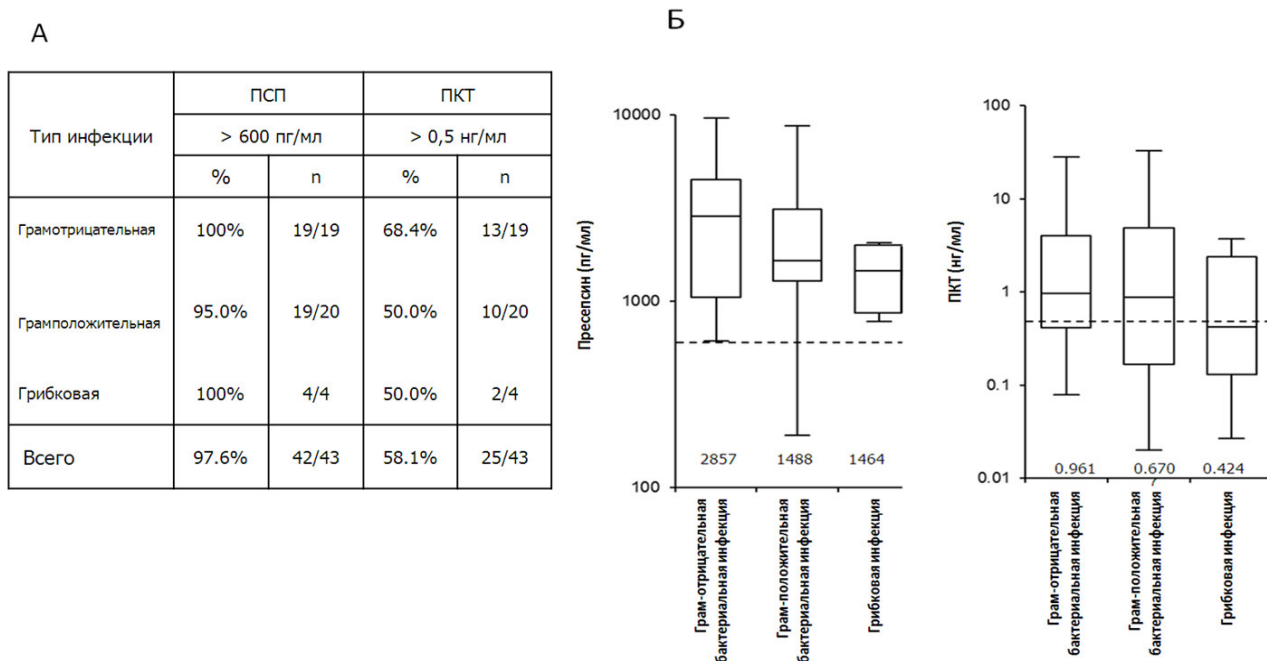 А
Тип инфекции
ПСП
ПКТ
> 600 пг/мл
> 0,5 нг/мл
%
n
%
n
Грамотрицательная
100%
19/19
68.4%
13/19
Грамположительная
95.0%
19/20
50.0%
10/20
Грибковая
100%
4/4
50.0%
2/4
Всего
97.6%
42/43
58.1%
25/43
Б
Пресепсин (пг/мл)
10000
1000
100
2857
1488
1464
Грам-отрицательная
бактериальная инфекция
Грам-положительная
бактериальная инфекция
Грибковая инфекция
ПКТ (нг/мл)
100
10
1
0.1
0.01
0.961
0.670
0.424
Грам-отрицательная
бактериальная инфекция
Грам-положительная
бактериальная инфекция
Грибковая инфекция